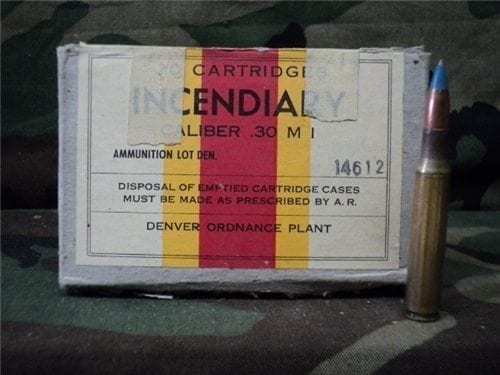 20 CARTRIDGES
INCENDIARY
CALIBER .30 M 1
AMMUNITION LOT DEN. 14612
DISPOSAL OF EMPTIED CARTRIDGE CASES
MUST BE MADE AS PRESCRIBED BY A.R.
DENVER ORDNANCE PLANT